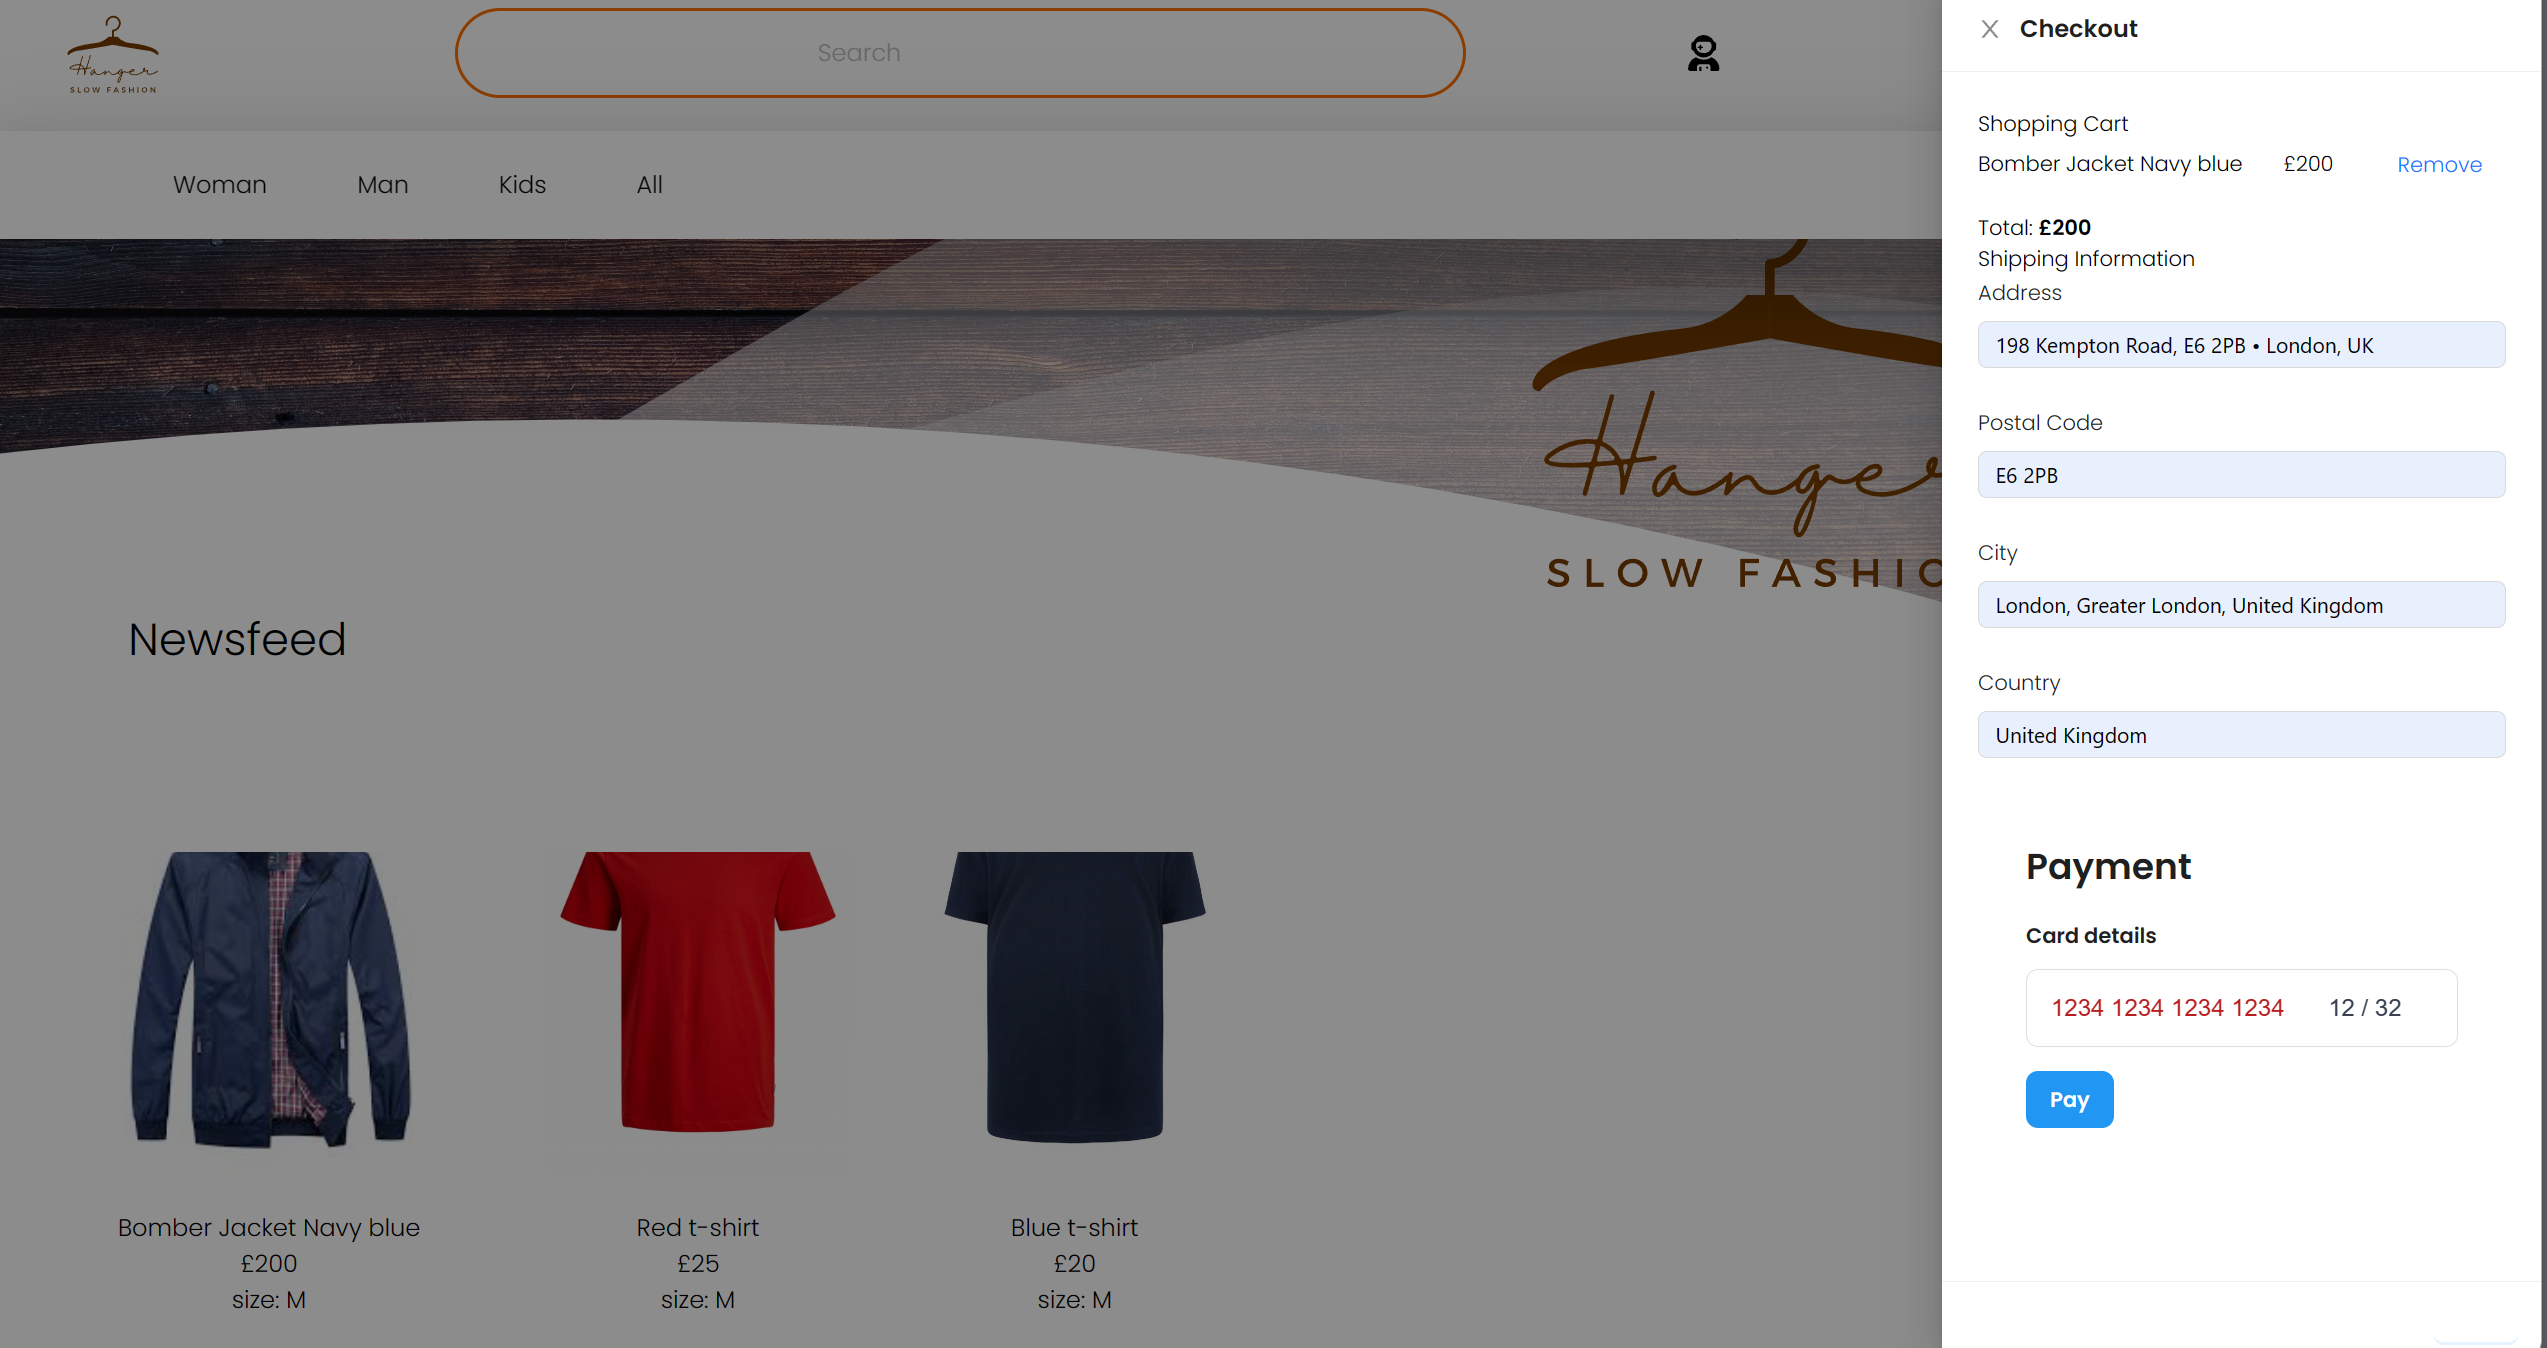 Hanger
SLOW FASHION
Search
Woman
Man
Kids
All
Hanger
SLOW FASHIO
Newsfeed
Bomber Jacket Navy blue
£200
size: M
Red t-shirt
£25
size: M
Blue t-shirt
£20
size: M
Checkout
Shopping Cart
Bomber Jacket Navy blue £200 Remove
Total: £200
Shipping Information
Address
198 Kempton Road, E6 2PB • London, UK
Postal Code
E6 2PB
City
London, Greater London, United Kingdom
Country
United Kingdom
Payment
Card details
1234 1234 1234 1234 12 / 32
Pay